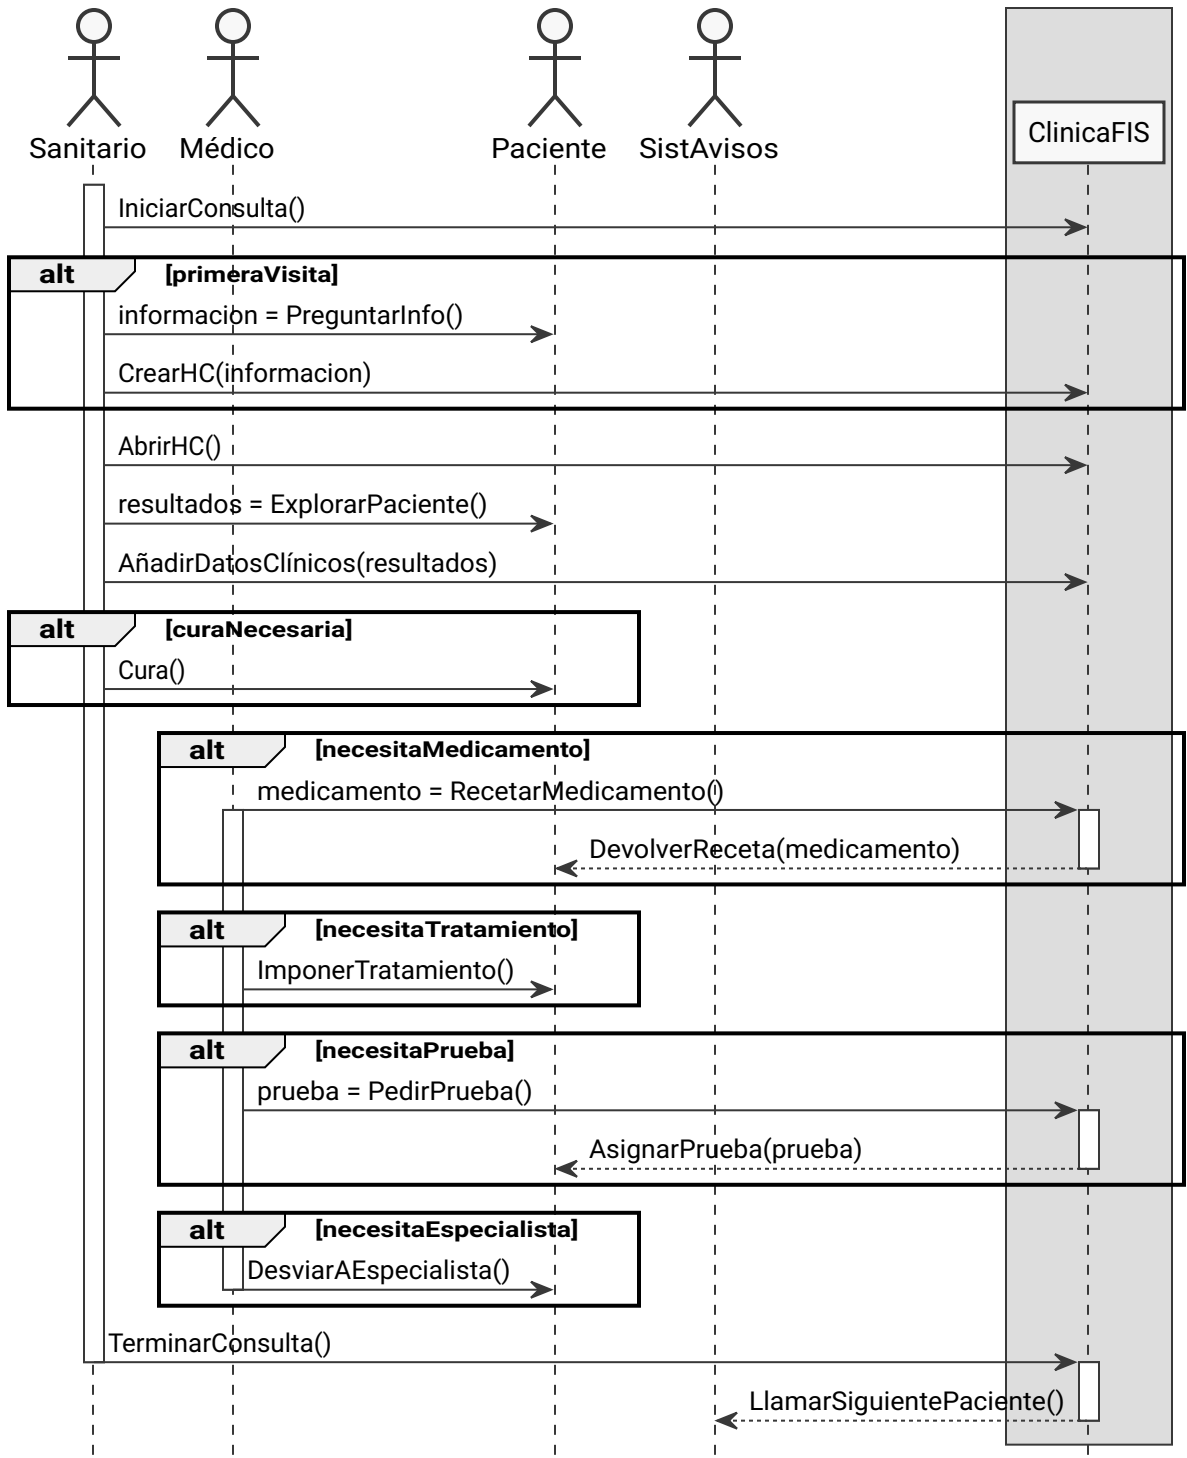 Sanitario
Médico
Paciente
SistAvisos
ClinicaFIS
IniciarConsulta()
alt
[primeraVisita]
informacion = PreguntarInfo()
CrearHC(informacion)
AbrirHC()
resultados = ExplorarPaciente()
AñadirDatosClínicos(resultados)
alt
[curaNecesaria]
Cura()
alt
[necesitaMedicamento]
medicamento = RecetarMedicamento()
DevolverReceta(medicamento)
alt
[necesitaTratamiento]
ImponerTratamiento()
alt
[necesitaPrueba]
prueba = PedirPrueba()
AsignarPrueba(prueba)
alt
[necesitaEspecialista]
DesviarAEspecialista()
TerminarConsulta()
LlamarSiguientePaciente()